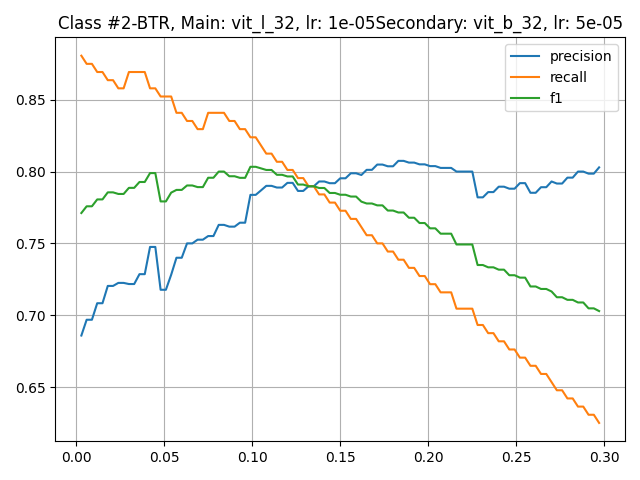 Class #2-BTR, Main: vit_l_32, lr: 1e-05Secondary: vit_b_32, lr: 5e-05
precision
recall
f1
0.85
0.80
0.75
0.70
0.65
0.00 0.05 0.10 0.15 0.20 0.25 0.30